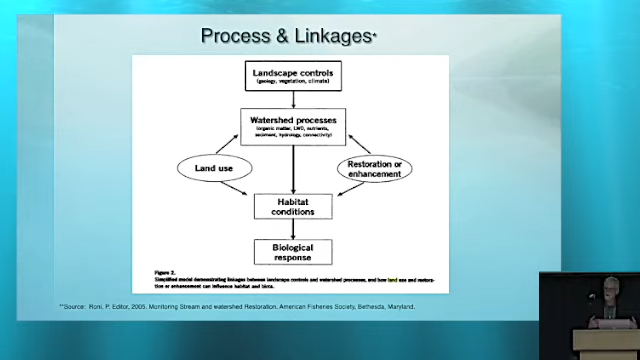 Process & Linkages*
Landscape controls
(geology, vegetation, climate)
Watershed processes
(organic matter, LWD, nutrients,
sediment, hydrology, connectivity)
Land use
Restoration or
enhancement
Habitat
conditions
Biological
response
Figure 2.
Simplified model demonstrating linkages between landscape controls and watershed processes, and how land use and restora-
tion or enhancement can influence habitat and biota.
**Source: Roni, P. Editor, 2005. Monitoring Stream and watershed Restoration. American Fisheries Society, Bethesda, Maryland.